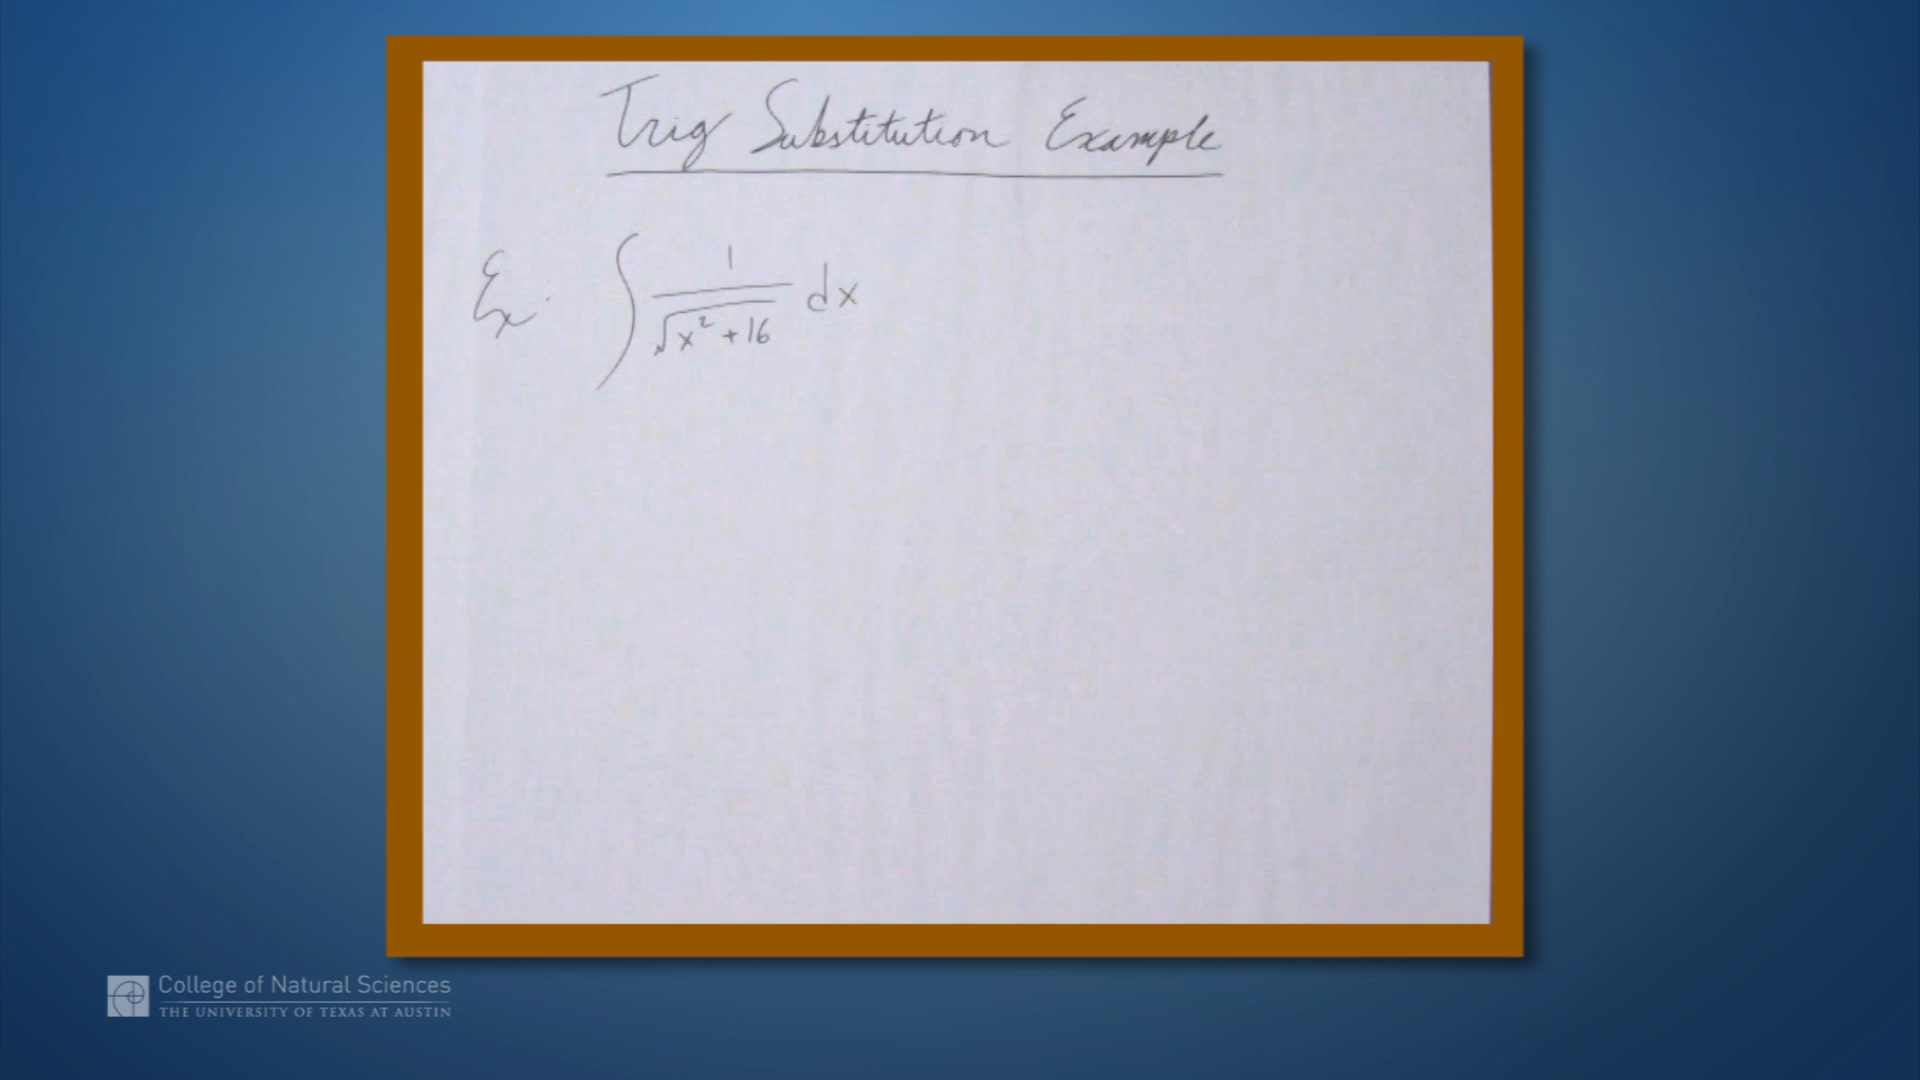 Trig Substitution Example
Ex. ∫ 1/√(x² + 16) dx
College of Natural Sciences
THE UNIVERSITY OF TEXAS AT AUSTIN